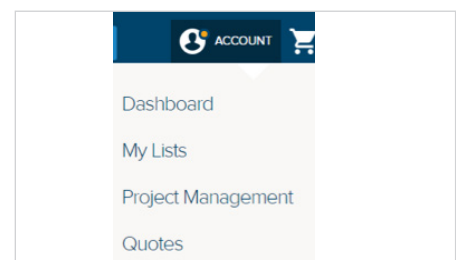 ACCOUNT
Dashboard
My Lists
Project Management
Quotes